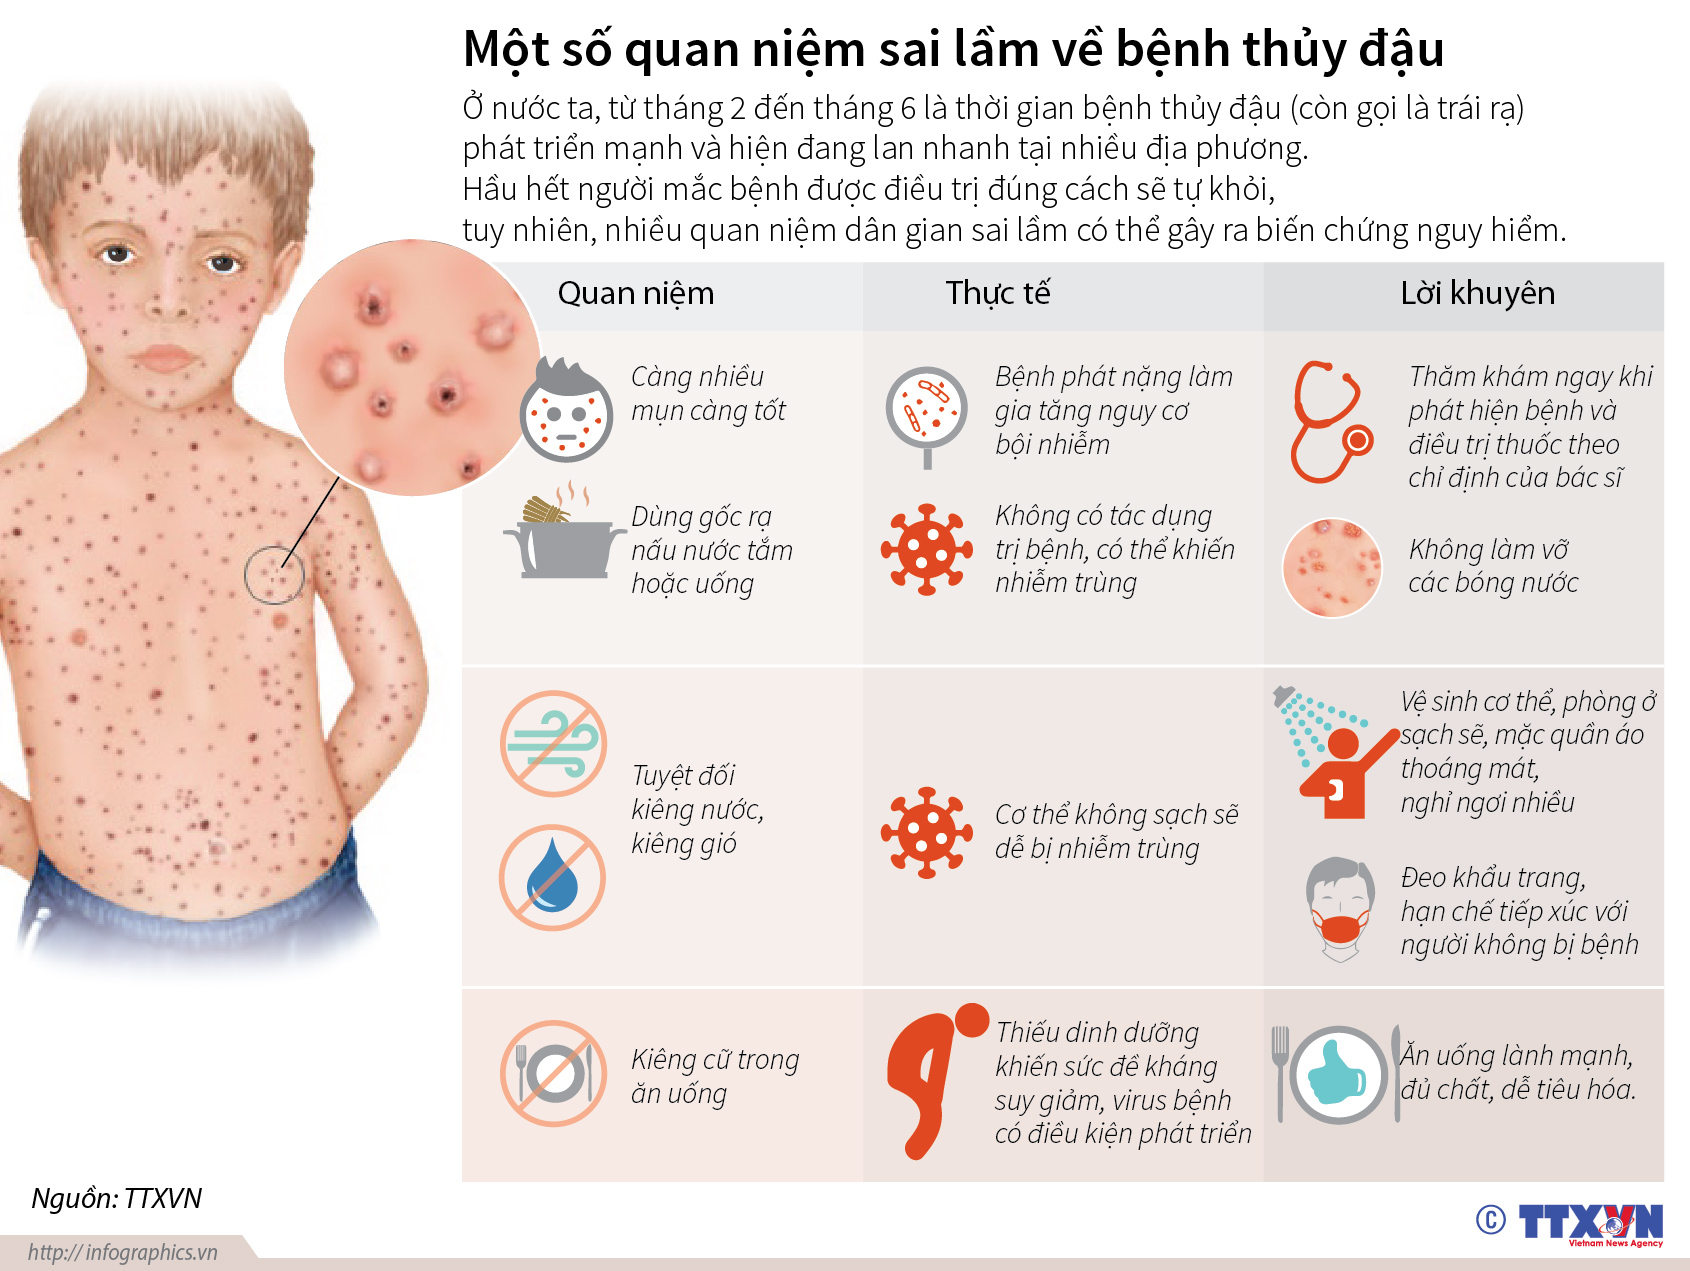 Một số quan niệm sai lầm về bệnh thủy đậu
Ở nước ta, từ tháng 2 đến tháng 6 là thời gian bệnh thủy đậu (còn gọi là trái rạ)
phát triển mạnh và hiện đang lan nhanh tại nhiều địa phương.
Hầu hết người mắc bệnh được điều trị đúng cách sẽ tự khỏi,
tuy nhiên, nhiều quan niệm dân gian sai lầm có thể gây ra biến chứng nguy hiểm.
Quan niệm
Thực tế
Lời khuyên
Càng nhiều
mụn càng tốt
Bệnh phát nặng làm
gia tăng nguy cơ
bội nhiễm
Thăm khám ngay khi
phát hiện bệnh và
điều trị thuốc theo
chỉ định của bác sĩ
Dùng gốc rạ
nấu nước tắm
hoặc uống
Không có tác dụng
trị bệnh, có thể khiến
nhiễm trùng
Không làm vỡ
các bóng nước
Tuyệt đối
kiêng nước,
kiêng gió
Cơ thể không sạch sẽ
dễ bị nhiễm trùng
Vệ sinh cơ thể, phòng ở
sạch sẽ, mặc quần áo
thoáng mát,
nghỉ ngơi nhiều
Đeo khẩu trang,
hạn chế tiếp xúc với
người không bị bệnh
Kiêng cữ trong
ăn uống
Thiếu dinh dưỡng
khiến sức đề kháng
suy giảm, virus bệnh
có điều kiện phát triển
Ăn uống lành mạnh,
đủ chất, dễ tiêu hóa.
Nguồn: TTXVN
http://infographics.vn
© TTXVN
Vietnam News Agency